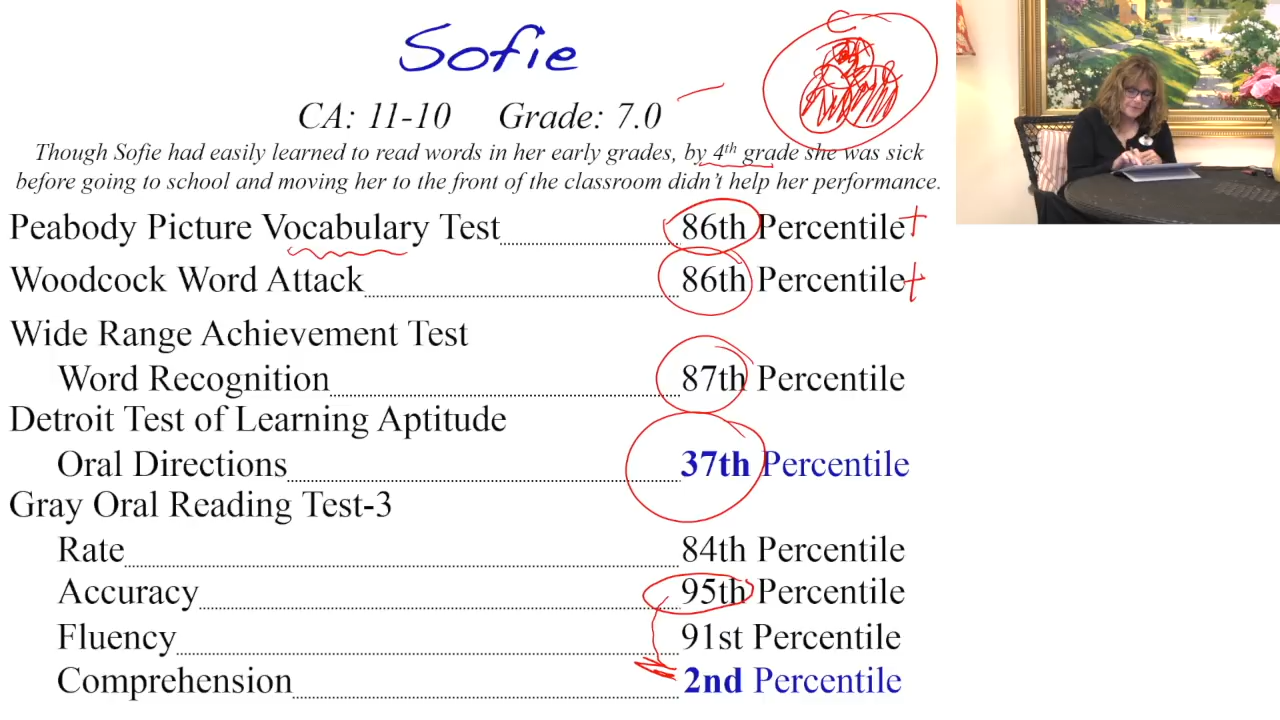 Sofie
CA: 11-10 Grade: 7.0
Though Sofie had easily learned to read words in her early grades, by 4th grade she was sick
before going to school and moving her to the front of the classroom didn't help her performance.
Peabody Picture Vocabulary Test 86th Percentile +
Woodcock Word Attack 86th Percentile +
Wide Range Achievement Test
Word Recognition 87th Percentile
Detroit Test of Learning Aptitude
Oral Directions 37th Percentile
Gray Oral Reading Test-3
Rate 84th Percentile
Accuracy 95th Percentile
Fluency 91st Percentile
Comprehension 2nd Percentile